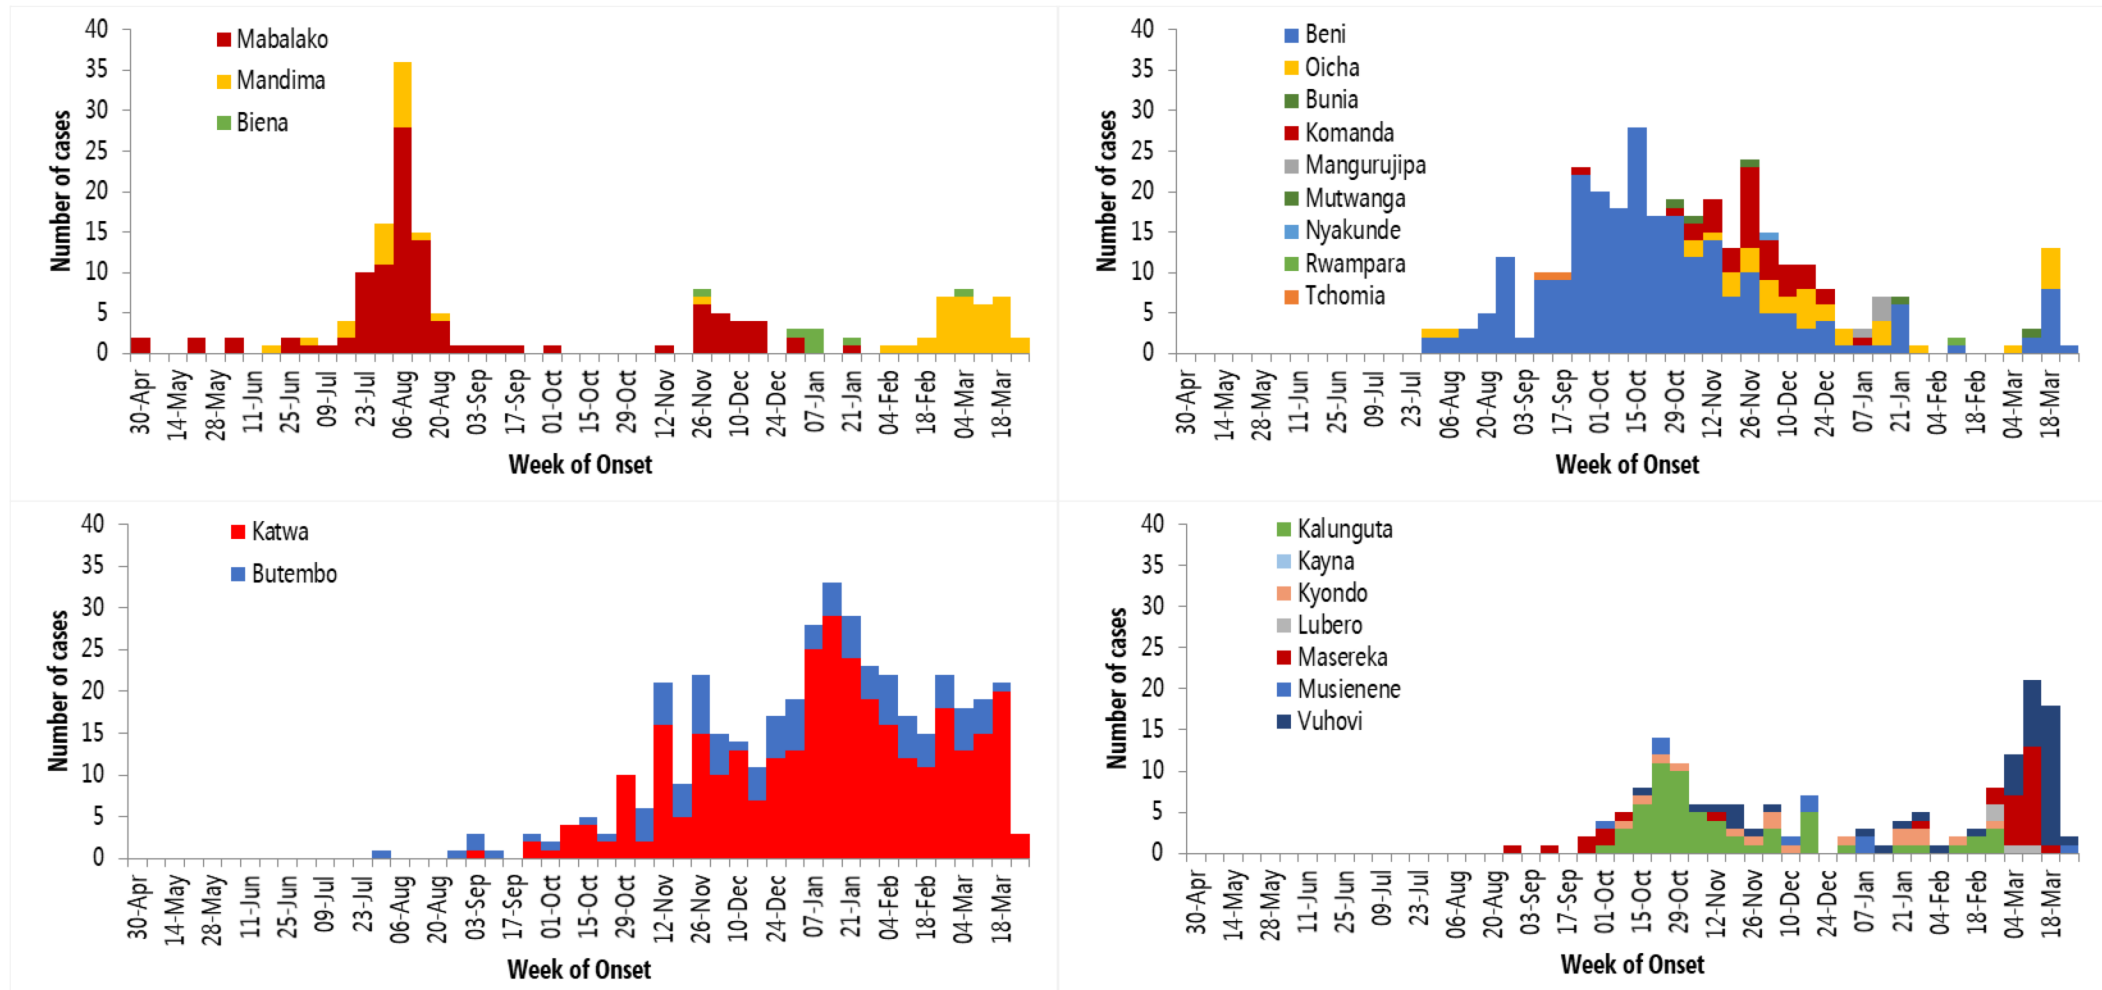 40
35
30
25
20
15
10
5
0
Number of cases
Mabalako
Mandima
Biena
30-Apr
14-May
28-May
11-Jun
25-Jun
09-Jul
23-Jul
06-Aug
20-Aug
03-Sep
17-Sep
01-Oct
15-Oct
29-Oct
12-Nov
26-Nov
10-Dec
24-Dec
07-Jan
21-Jan
04-Feb
18-Feb
04-Mar
18-Mar
Week of Onset
40
35
30
25
20
15
10
5
0
Number of cases
Beni
Oicha
Bunia
Komanda
Mangurujipa
Mutwanga
Nyakunde
Rwampara
Tchomia
30-Apr
14-May
28-May
11-Jun
25-Jun
09-Jul
23-Jul
06-Aug
20-Aug
03-Sep
17-Sep
01-Oct
15-Oct
29-Oct
12-Nov
26-Nov
10-Dec
24-Dec
07-Jan
21-Jan
04-Feb
18-Feb
04-Mar
18-Mar
Week of Onset
40
35
30
25
20
15
10
5
0
Number of cases
Katwa
Butembo
30-Apr
14-May
28-May
11-Jun
25-Jun
09-Jul
23-Jul
06-Aug
20-Aug
03-Sep
17-Sep
01-Oct
15-Oct
29-Oct
12-Nov
26-Nov
10-Dec
24-Dec
07-Jan
21-Jan
04-Feb
18-Feb
04-Mar
18-Mar
Week of Onset
40
35
30
25
20
15
10
5
0
Number of cases
Kalunguta
Kayna
Kyondo
Lubero
Masereka
Musienene
Vuhovi
30-Apr
14-May
28-May
11-Jun
25-Jun
09-Jul
23-Jul
06-Aug
20-Aug
03-Sep
17-Sep
01-Oct
15-Oct
29-Oct
12-Nov
26-Nov
10-Dec
24-Dec
07-Jan
21-Jan
04-Feb
18-Feb
04-Mar
18-Mar
Week of Onset